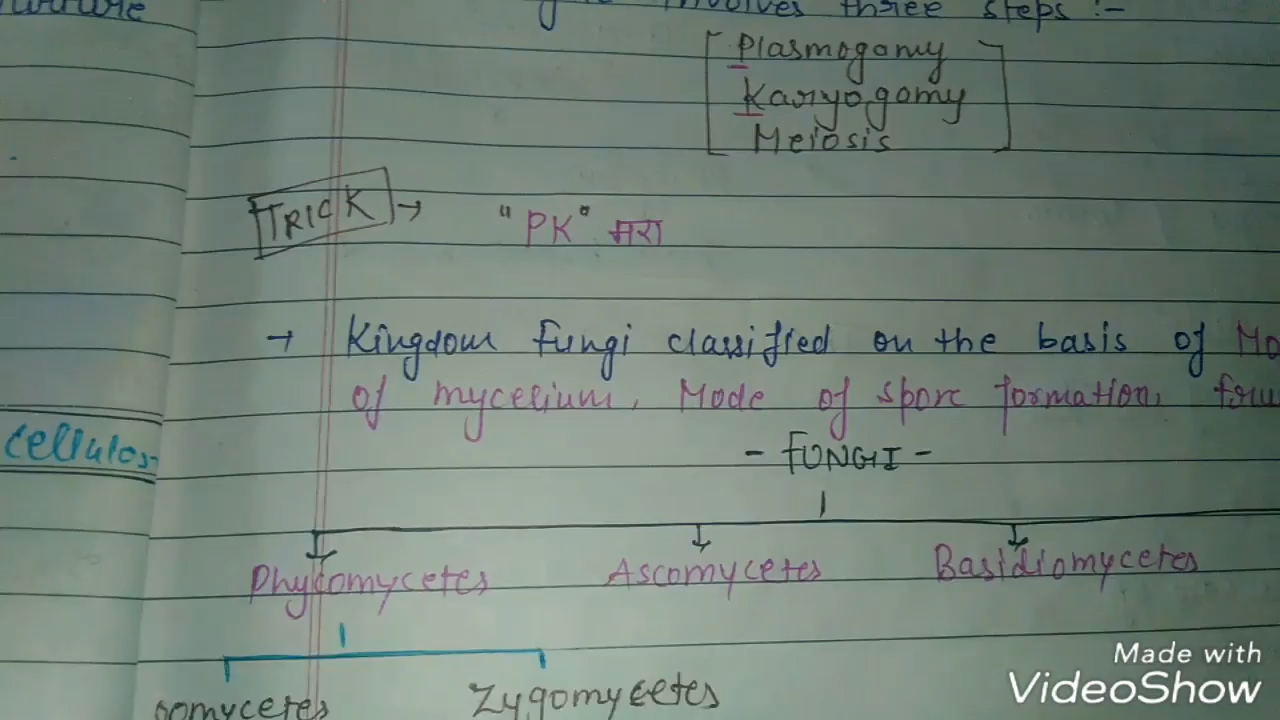 involves three steps :-
Plasmogamy
Karyogamy
Meiosis
TRICK → "PK" मरा
→ Kingdom Fungi classified on the basis of Mo
of mycelium, Mode of spore formation,
cellulos-
- FUNGI -
Phycomycetes Ascomycetes Basidiomycetes
oomycetes Zygomycetes
Made with
VideoShow